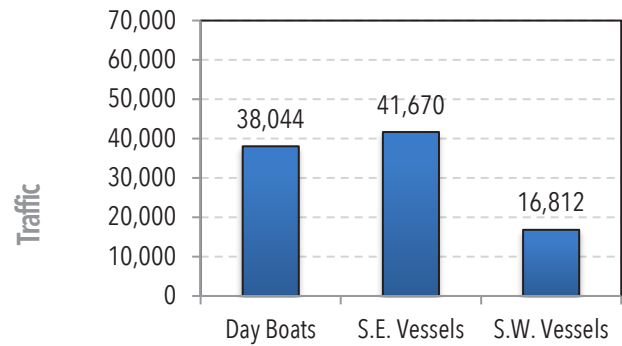 Traffic
70,000
60,000
50,000
40,000
30,000
20,000
10,000
0
38,044
41,670
16,812
Day Boats
S.E. Vessels
S.W. Vessels